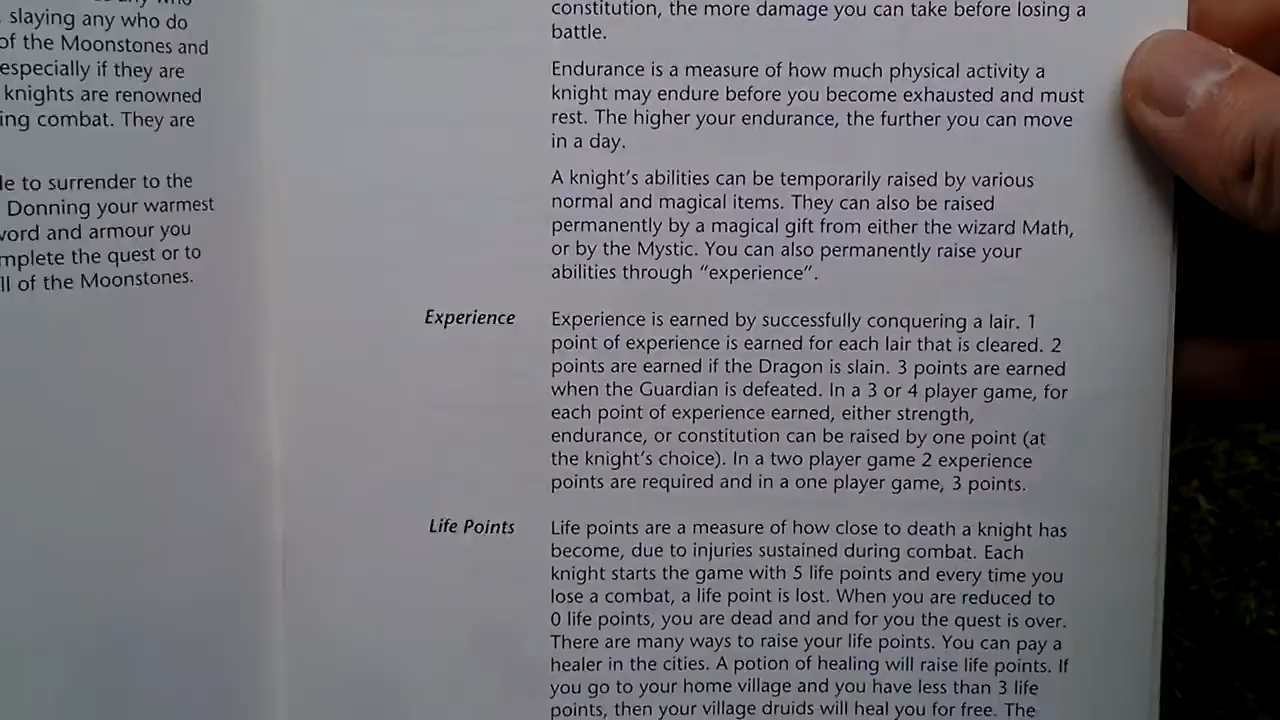 slaying any who do
of the Moonstones and
especially if they are
knights are renowned
ing combat. They are
le to surrender to the
Donning your warmest
word and armour you
mplete the quest or to
ll of the Moonstones.
constitution, the more damage you can take before losing a
battle.
Endurance is a measure of how much physical activity a
knight may endure before you become exhausted and must
rest. The higher your endurance, the further you can move
in a day.
A knight's abilities can be temporarily raised by various
normal and magical items. They can also be raised
permanently by a magical gift from either the wizard Math,
or by the Mystic. You can also permanently raise your
abilities through "experience".
Experience
Experience is earned by successfully conquering a lair. 1
point of experience is earned for each lair that is cleared. 2
points are earned if the Dragon is slain. 3 points are earned
when the Guardian is defeated. In a 3 or 4 player game, for
each point of experience earned, either strength,
endurance, or constitution can be raised by one point (at
the knight's choice). In a two player game 2 experience
points are required and in a one player game, 3 points.
Life Points
Life points are a measure of how close to death a knight has
become, due to injuries sustained during combat. Each
knight starts the game with 5 life points and every time you
lose a combat, a life point is lost. When you are reduced to
0 life points, you are dead and and for you the quest is over.
There are many ways to raise your life points. You can pay a
healer in the cities. A potion of healing will raise life points. If
you go to your home village and you have less than 3 life
points, then your village druids will heal you for free. The